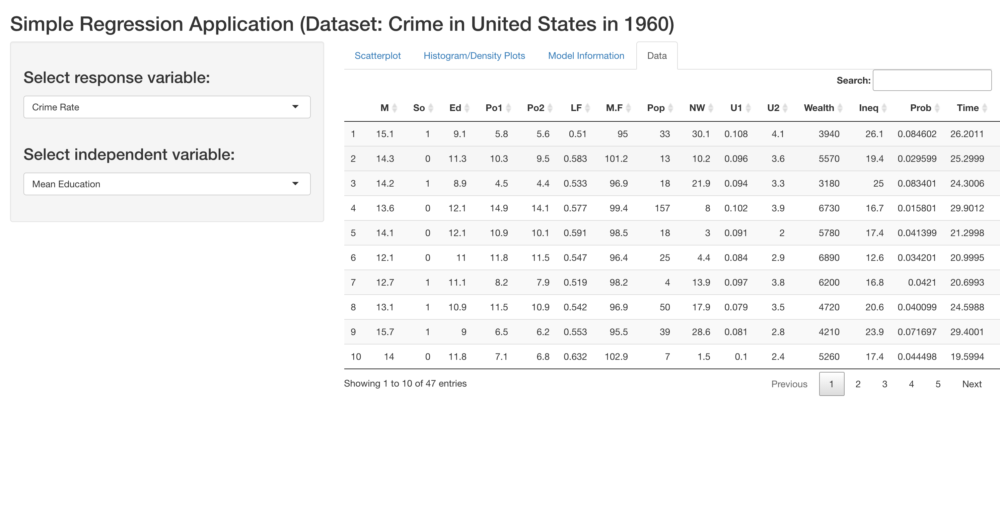 Simple Regression Application (Dataset: Crime in United States in 1960)
Select response variable:
Crime Rate
Select independent variable:
Mean Education
Scatterplot Histogram/Density Plots Model Information Data
Search:
M So Ed Po1 Po2 LF M.F Pop NW U1 U2 Wealth Ineq Prob Time
1 15.1 1 9.1 5.8 5.6 0.51 95 33 30.1 0.108 4.1 3940 26.1 0.084602 26.2011
2 14.3 0 11.3 10.3 9.5 0.583 101.2 13 10.2 0.096 3.6 5570 19.4 0.029599 25.2999
3 14.2 1 8.9 4.5 4.4 0.533 96.9 18 21.9 0.094 3.3 3180 25 0.083401 24.3006
4 13.6 0 12.1 14.9 14.1 0.577 99.4 157 8 0.102 3.9 6730 16.7 0.015801 29.9012
5 14.1 0 12.1 10.9 10.1 0.591 98.5 18 3 0.091 2 5780 17.4 0.041399 21.2998
6 12.1 0 11 11.8 11.5 0.547 96.4 25 4.4 0.084 2.9 6890 12.6 0.034201 20.9995
7 12.7 1 11.1 8.2 7.9 0.519 98.2 4 13.9 0.097 3.8 6200 16.8 0.0421 20.6993
8 13.1 1 10.9 11.5 10.9 0.542 96.9 50 17.9 0.079 3.5 4720 20.6 0.040099 24.5988
9 15.7 1 9 6.5 6.2 0.553 95.5 39 28.6 0.081 2.8 4210 23.9 0.071697 29.4001
10 14 0 11.8 7.1 6.8 0.632 102.9 7 1.5 0.1 2.4 5260 17.4 0.044498 19.5994
Showing 1 to 10 of 47 entries
Previous 1 2 3 4 5 Next